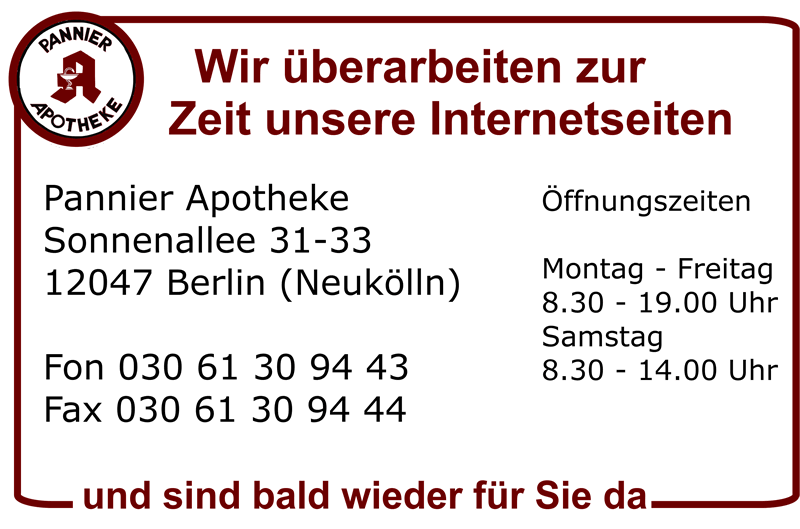 PANNIER
APOTHEKE
Wir überarbeiten zur
Zeit unsere Internetseiten
Pannier Apotheke
Sonnenallee 31-33
12047 Berlin (Neukölln)
Fon 030 61 30 94 43
Fax 030 61 30 94 44
Öffnungszeiten
Montag - Freitag
8.30 - 19.00 Uhr
Samstag
8.30 - 14.00 Uhr
und sind bald wieder für Sie da